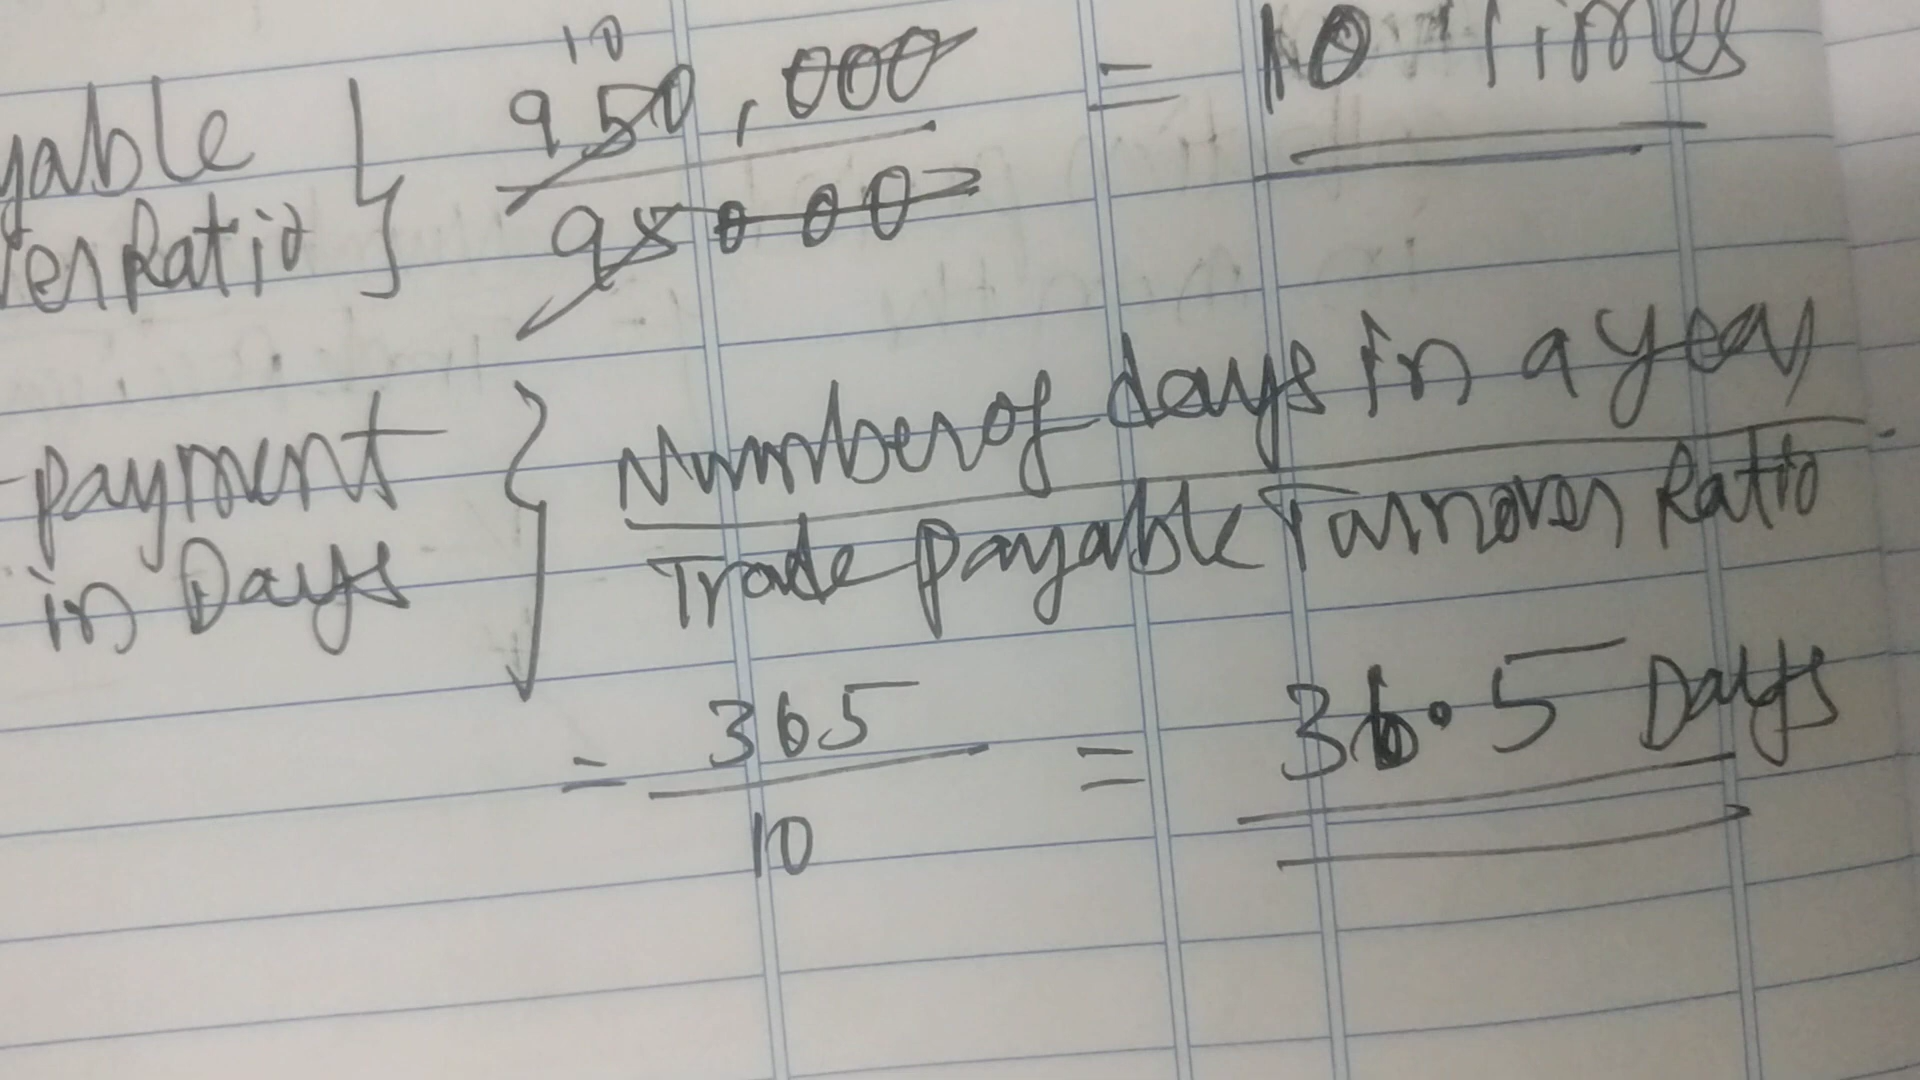 10
yable } 950,000 = 10 Times
er Ratio 95000
payment } Number of days in a year
in Days Trade payable Turnover Ratio
= 365 = 36.5 Days
10